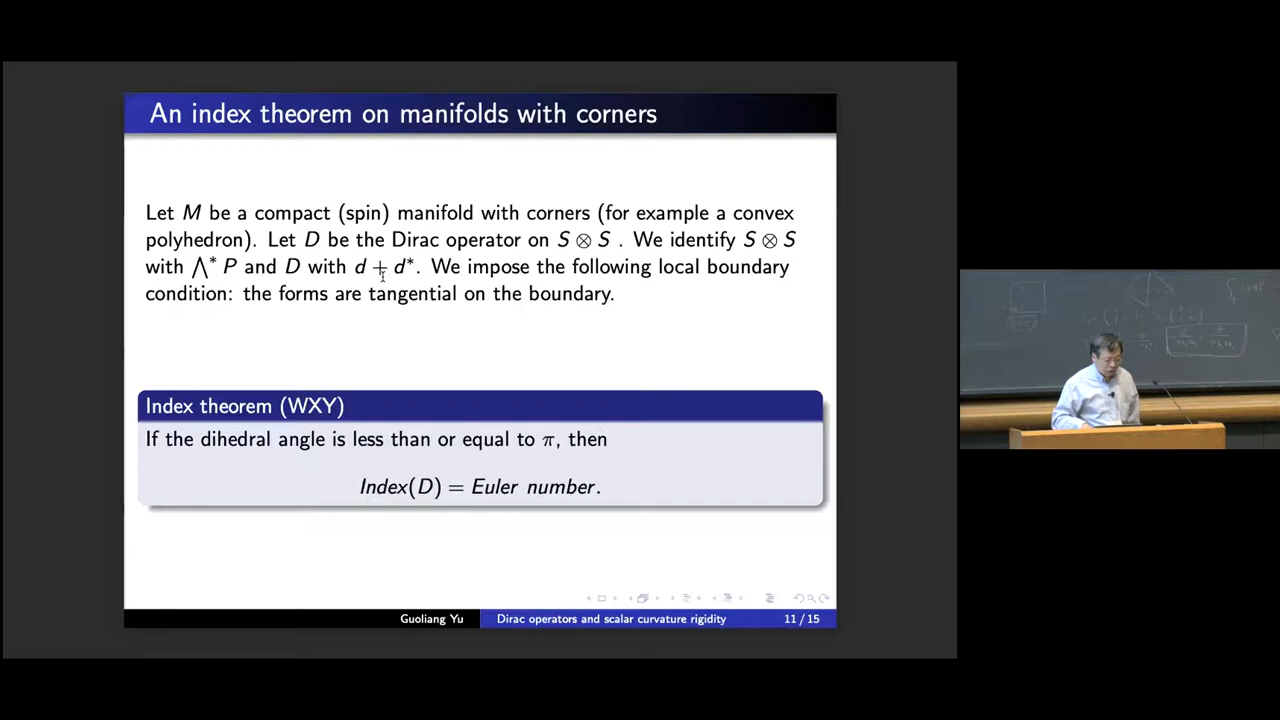 An index theorem on manifolds with corners
Let M be a compact (spin) manifold with corners (for example a convex
polyhedron). Let D be the Dirac operator on S ⊗ S . We identify S ⊗ S
with ⋀* P and D with d + d*. We impose the following local boundary
condition: the forms are tangential on the boundary.
Index theorem (WXY)
If the dihedral angle is less than or equal to π, then
Index(D) = Euler number.
Guoliang Yu
Dirac operators and scalar curvature rigidity
11 / 15